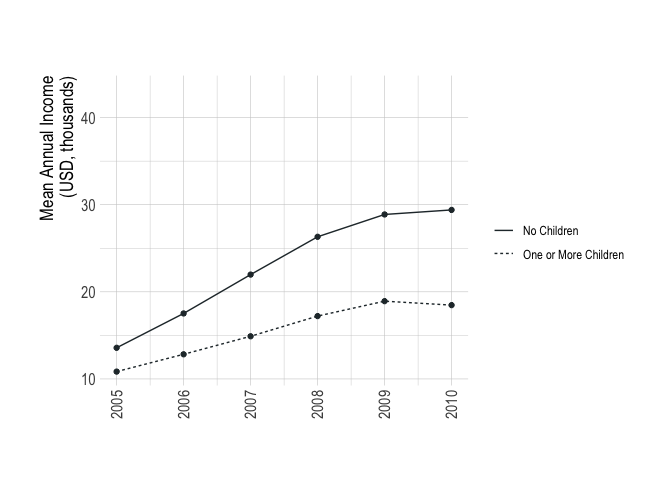 Mean Annual Income
(USD, thousands)
40
30
20
10
2005
2006
2007
2008
2009
2010
No Children
One or More Children